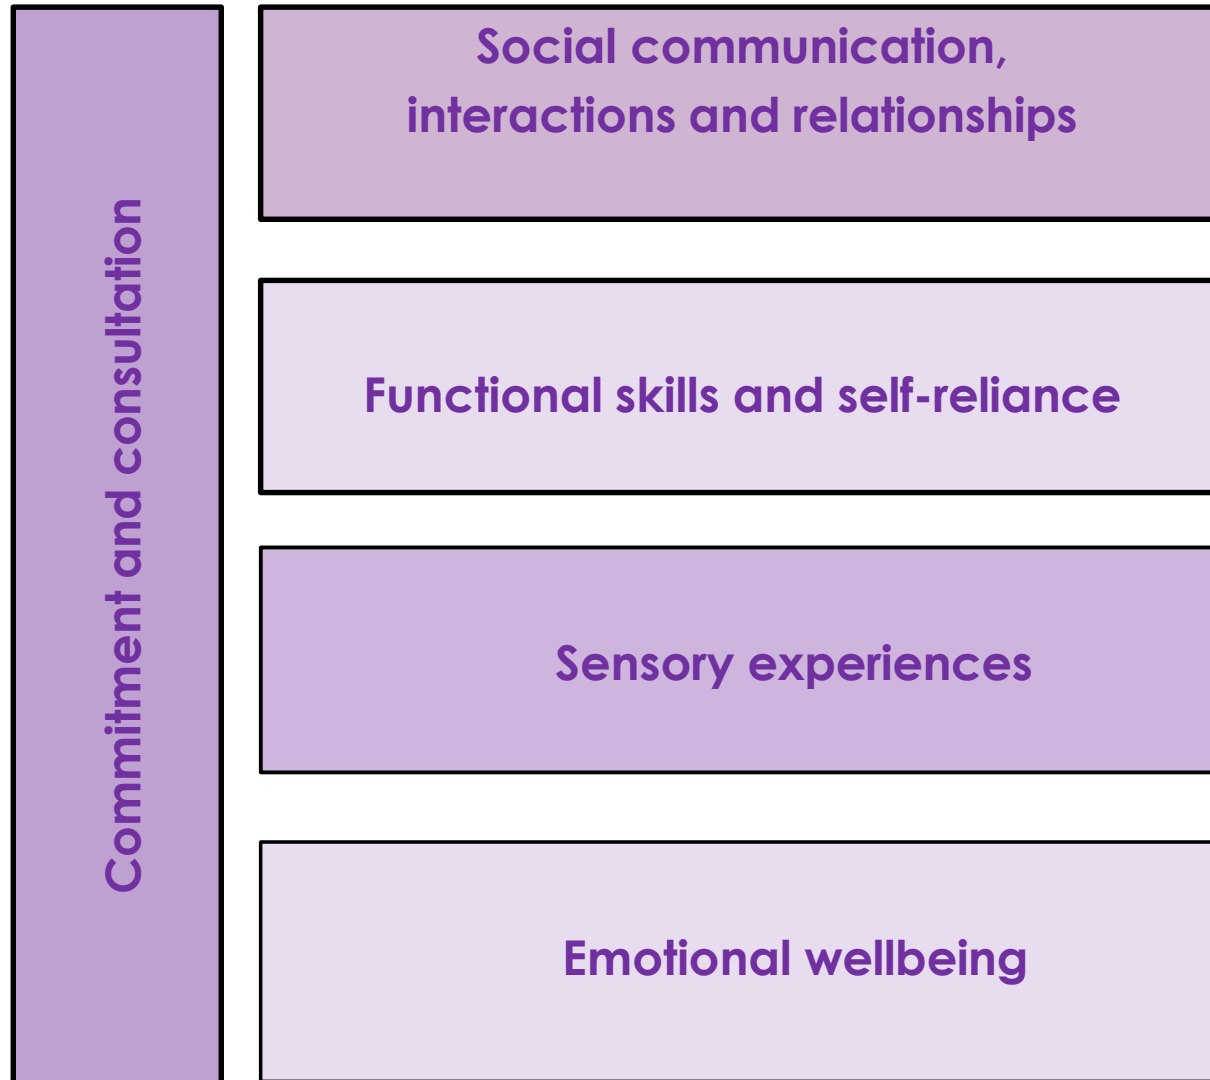 Commitment and consultation
Social communication,
interactions and relationships
Functional skills and self-reliance
Sensory experiences
Emotional wellbeing